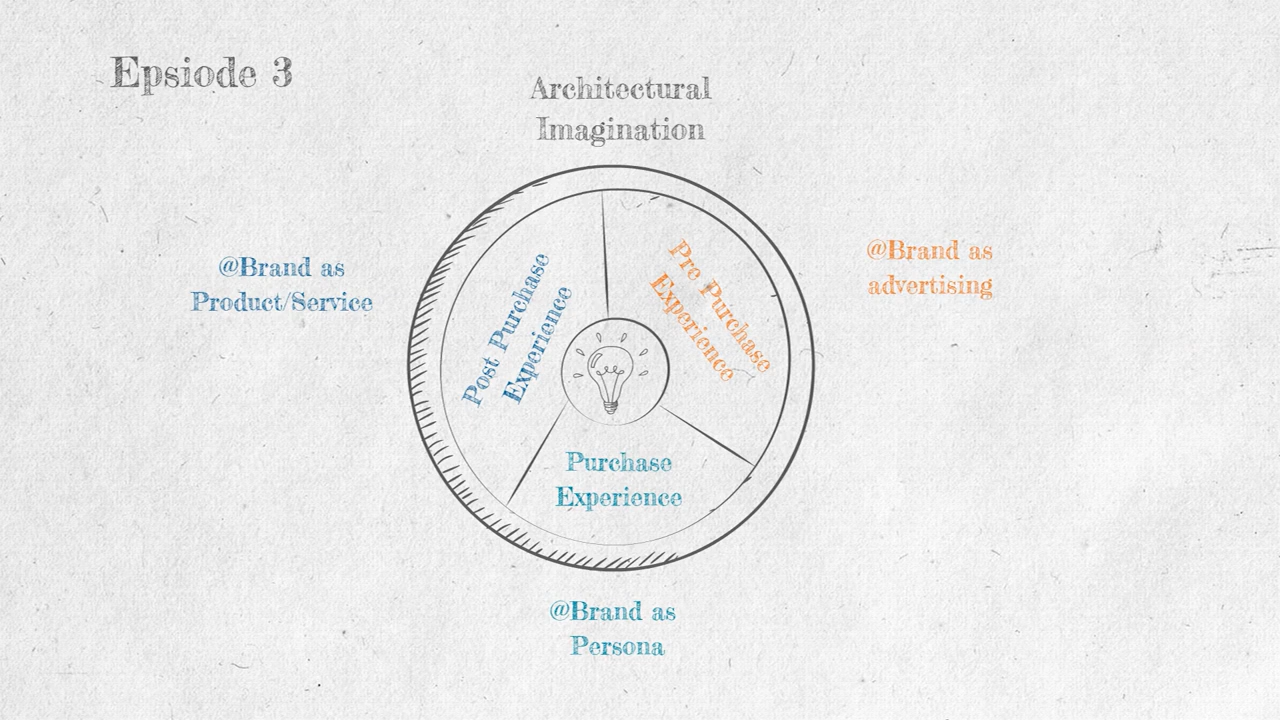 Epsiode 3
Architectural
Imagination
@Brand as
Product/Service
@Brand as
advertising
Post Purchase
Experience
Pre Purchase
Experience
Purchase
Experience
@Brand as
Persona